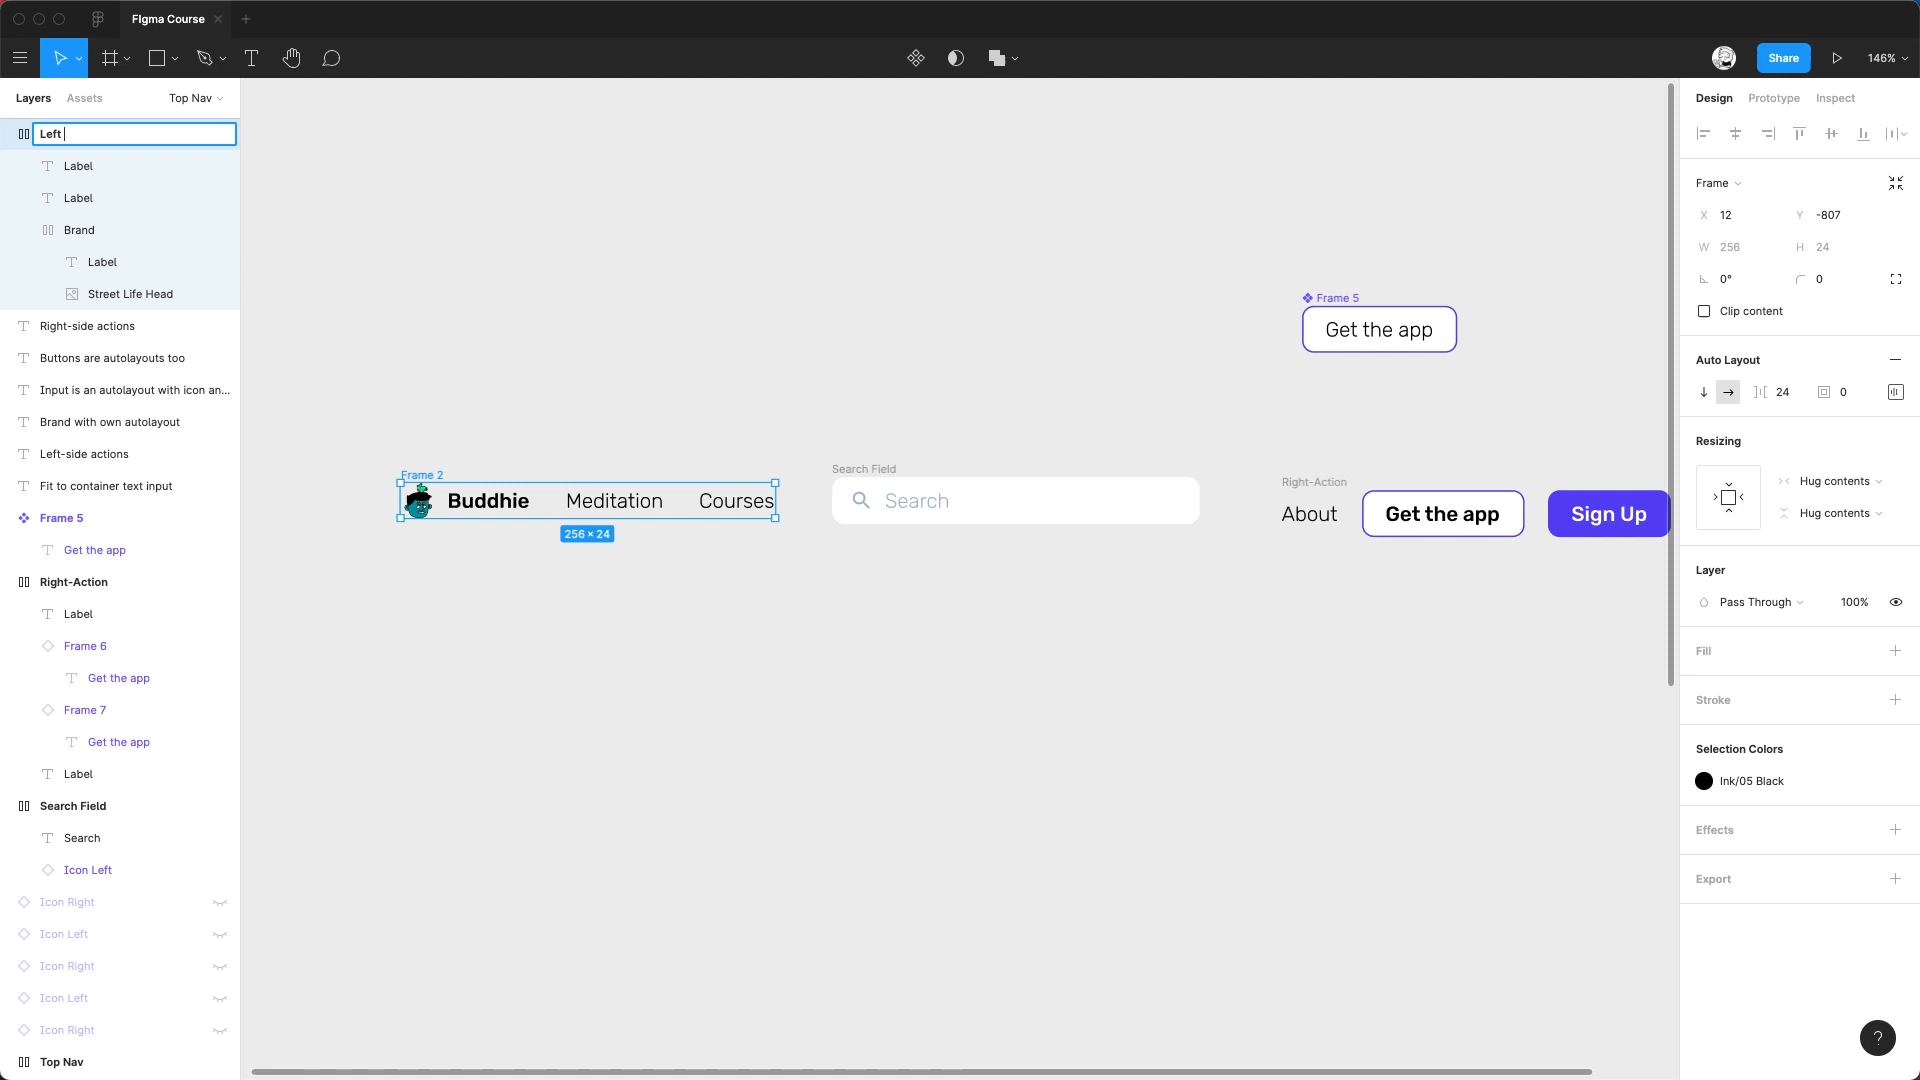 FIgma Course
Share
146%
Layers
Assets
Top Nav
Left
Label
Label
Brand
Label
Street Life Head
Right-side actions
Buttons are autolayouts too
Input is an autolayout with icon an...
Brand with own autolayout
Left-side actions
Fit to container text input
Frame 5
Get the app
Right-Action
Label
Frame 6
Get the app
Frame 7
Get the app
Label
Search Field
Search
Icon Left
Icon Right
Icon Left
Icon Right
Icon Left
Icon Right
Top Nav
Frame 5
Get the app
Frame 2
Buddhie
Meditation
Courses
256 × 24
Search Field
Search
Right-Action
About
Get the app
Sign Up
Design
Prototype
Inspect
Frame
X 12
Y -807
W 256
H 24
0°
0
Clip content
Auto Layout
24
0
Resizing
Hug contents
Hug contents
Layer
Pass Through
100%
Fill
Stroke
Selection Colors
Ink/05 Black
Effects
Export
?